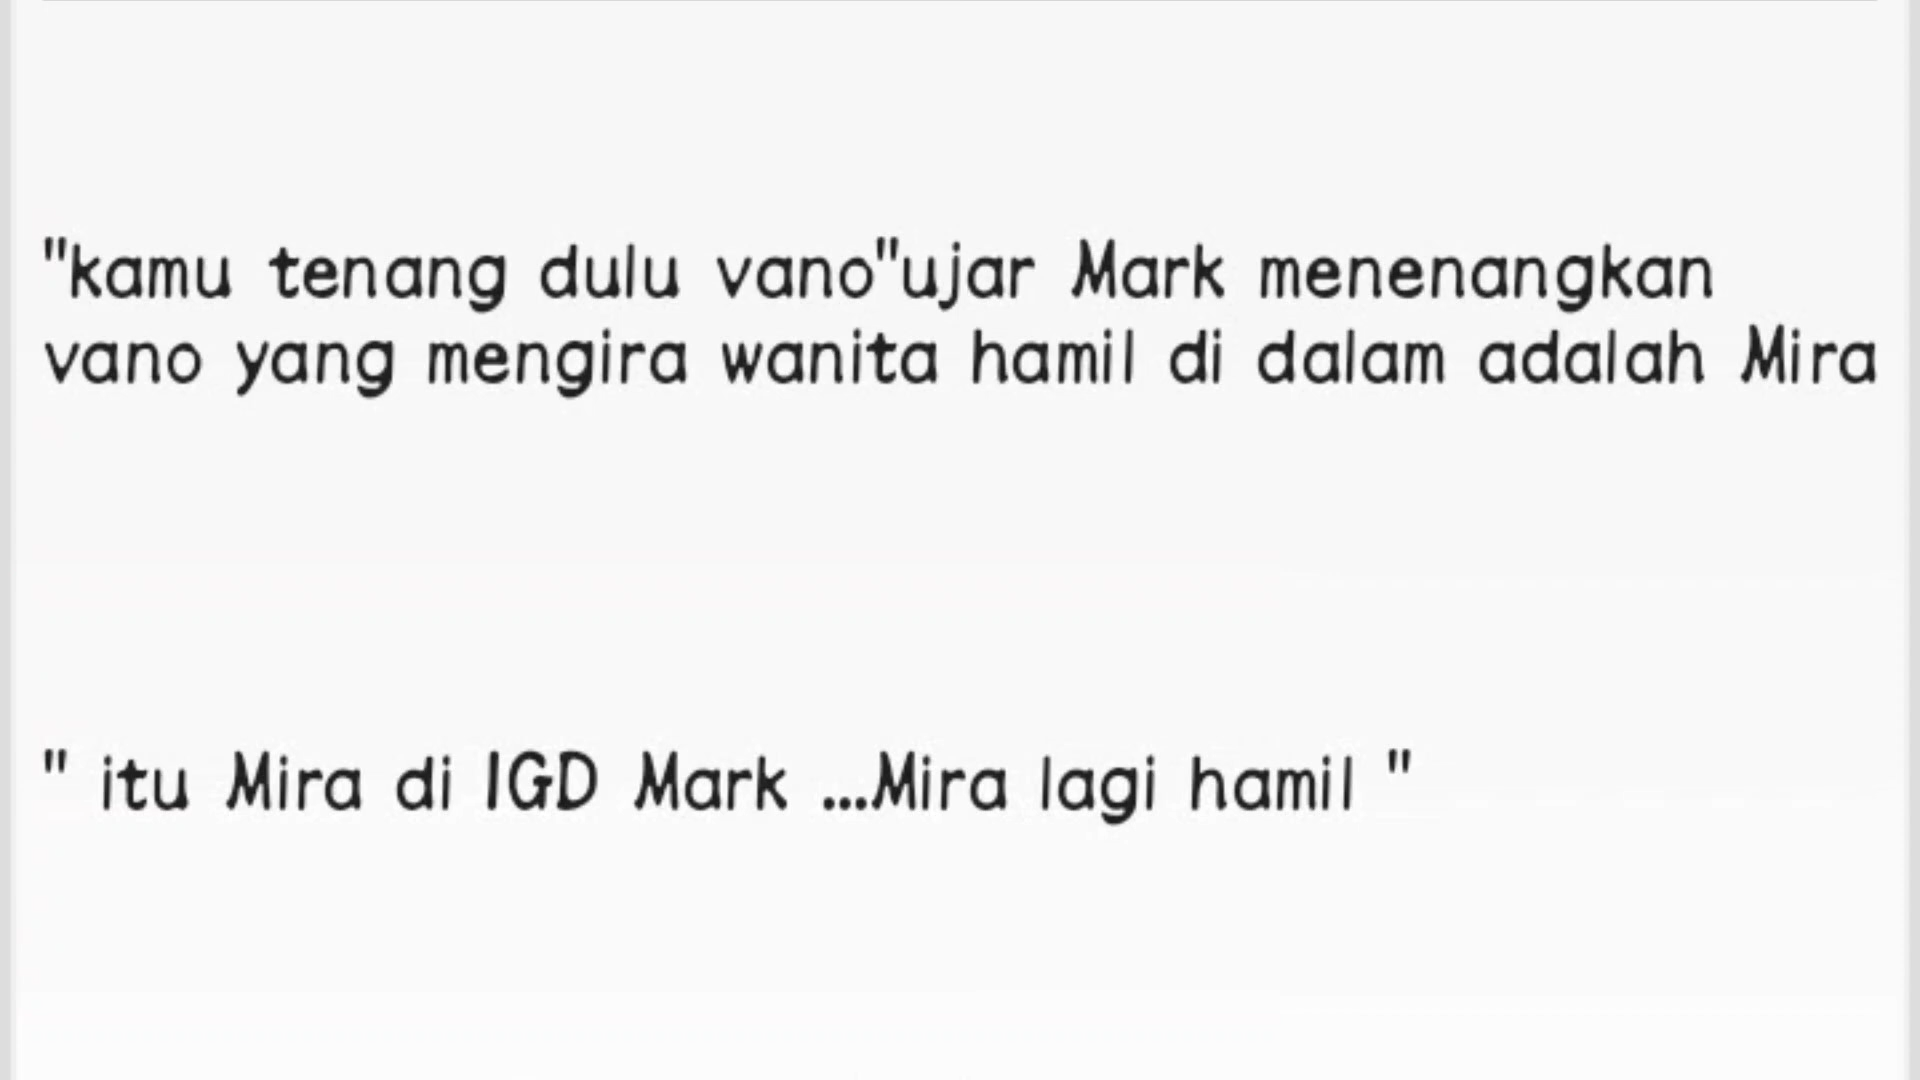 "kamu tenang dulu vano"ujar Mark menenangkan
vano yang mengira wanita hamil di dalam adalah Mira
" itu Mira di IGD Mark ...Mira lagi hamil "